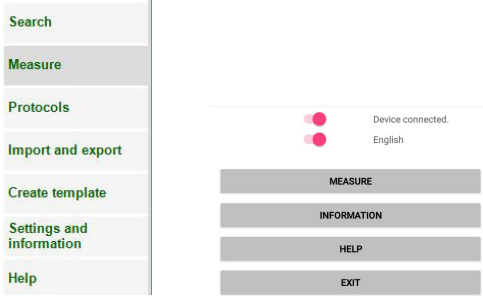 Search
Measure
Protocols
Import and export
Create template
Settings and
information
Help
Device connected.
English
MEASURE
INFORMATION
HELP
EXIT